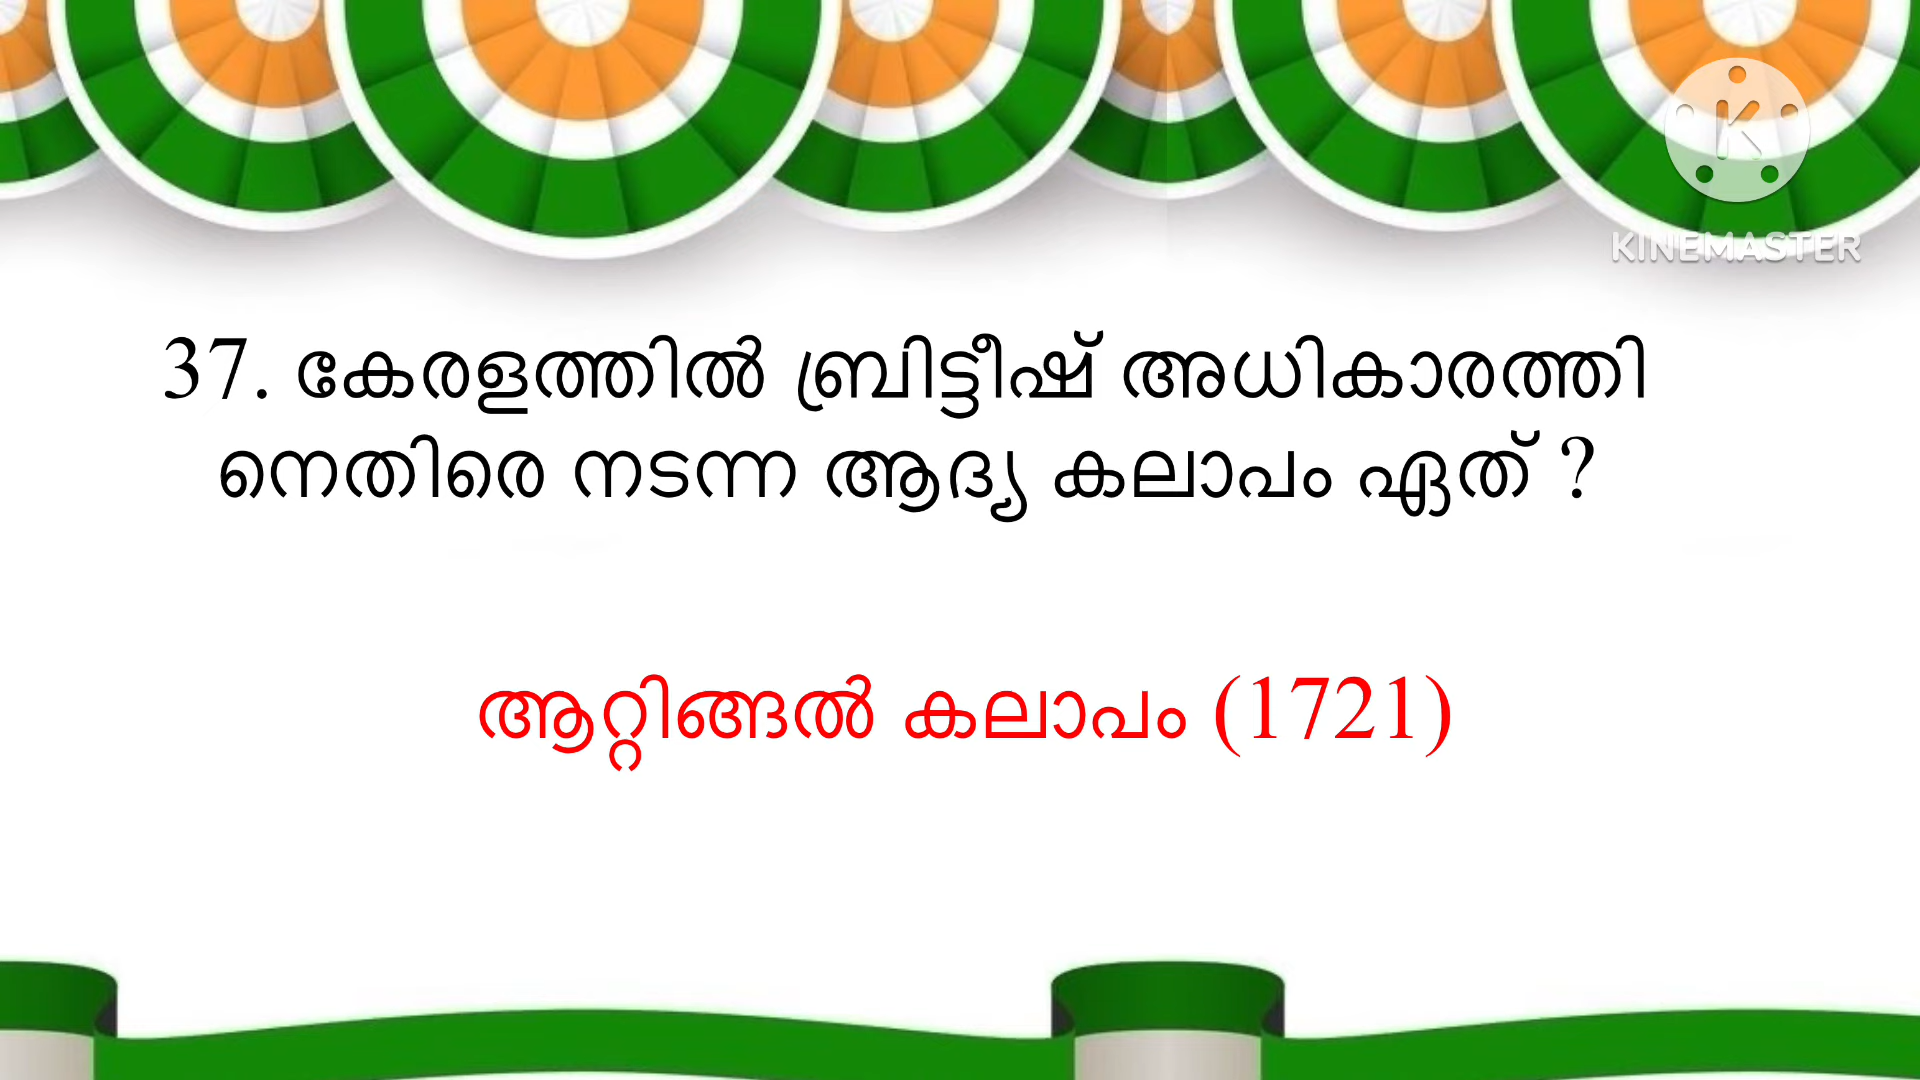 KINEMASTER
37. കേരളത്തിൽ ബ്രിട്ടീഷ് അധികാരത്തി
നെതിരെ നടന്ന ആദ്യ കലാപം ഏത് ?
ആറ്റിങ്ങൽ കലാപം (1721)